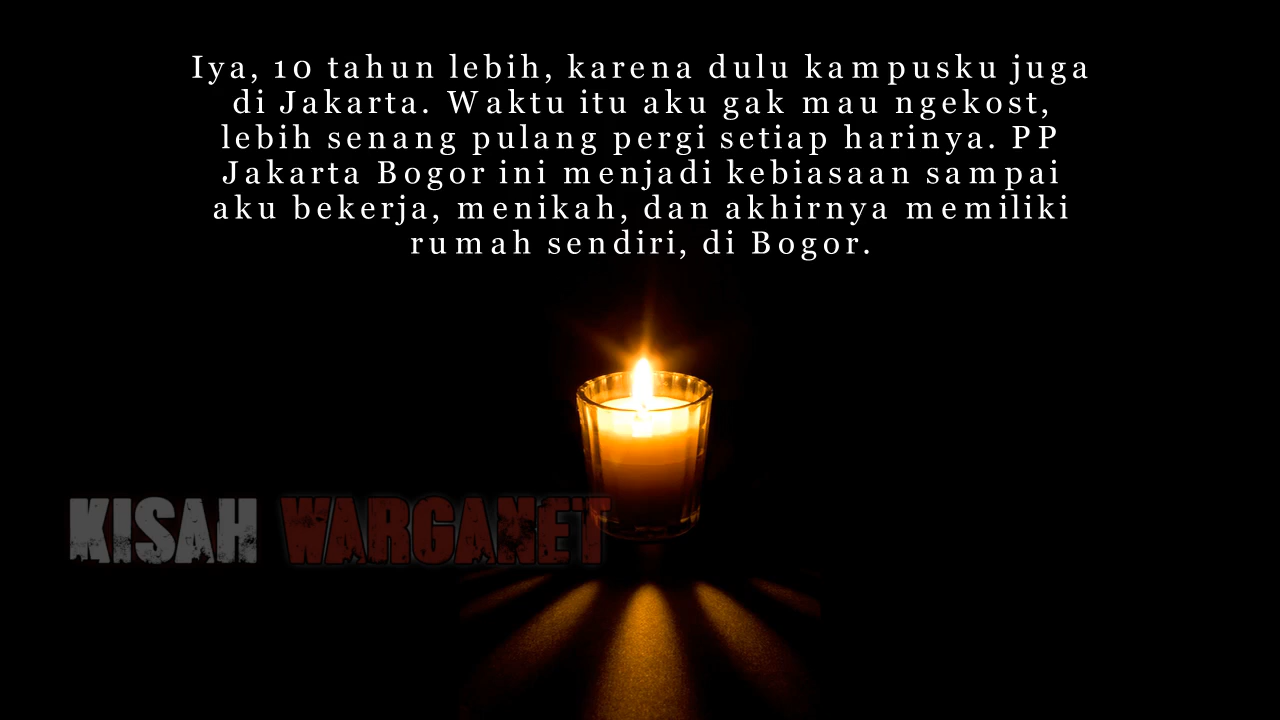 Iya, 10 tahun lebih, karena dulu kampusku juga
di Jakarta. Waktu itu aku gak mau ngekost,
lebih senang pulang pergi setiap harinya. PP
Jakarta Bogor ini menjadi kebiasaan sampai
aku bekerja, menikah, dan akhirnya memiliki
rumah sendiri, di Bogor.
KISAH WARGANET